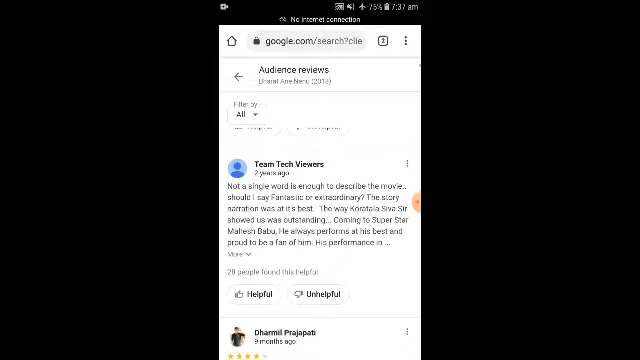 75% 7:37 am
No internet connection
google.com/search?clie
2
Audience reviews
Bharat Ane Nenu (2018)
Filter by
All
Helpful Unhelpful
Team Tech Viewers
2 years ago
Not a single word is enough to describe the movie..
should I say Fantastic or extraordinary? The story
narration was at it's best. The way Koratala Siva Sir
showed us was outstanding... Coming to Super Star
Mahesh Babu, He always performs at his best and
proud to be a fan of him. His performance in ...
More
28 people found this helpful
Helpful Unhelpful
Dharmil Prajapati
9 months ago